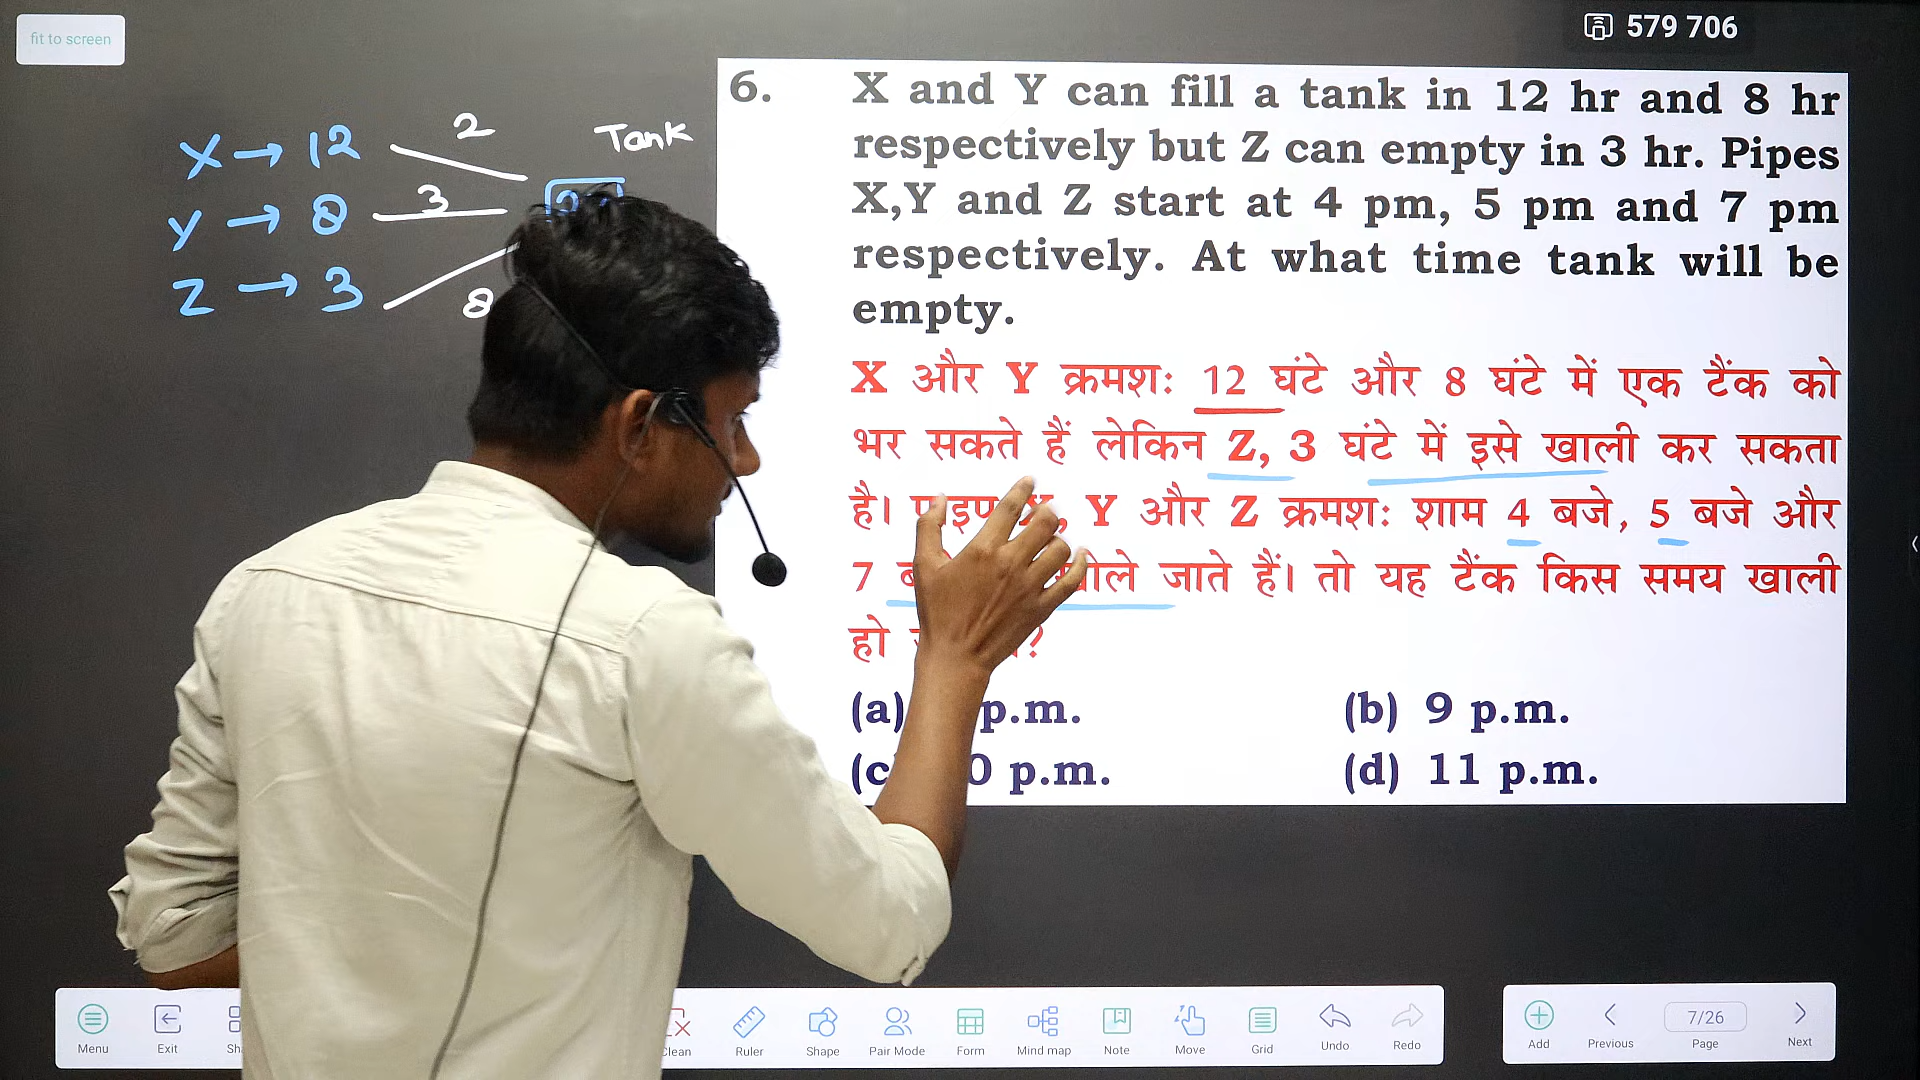 fit to screen
579 706
X → 12
2
Tank
Y → 8
3
Z → 3
8
6. X and Y can fill a tank in 12 hr and 8 hr
respectively but Z can empty in 3 hr. Pipes
X,Y and Z start at 4 pm, 5 pm and 7 pm
respectively. At what time tank will be
empty.
X और Y क्रमशः 12 घंटे और 8 घंटे में एक टैंक को
भर सकते हैं लेकिन Z, 3 घंटे में इसे खाली कर सकता
है। Y और Z क्रमशः शाम 4 बजे, 5 बजे और
7 जाते हैं। तो यह टैंक किस समय खाली
हो ?
(a) p.m.
(b) 9 p.m.
(c p.m.
(d) 11 p.m.
Menu
Exit
Ruler
Shape
Pair Mode
Form
Mind map
Note
Move
Grid
Undo
Redo
Add
Previous
7/26
Page
Next